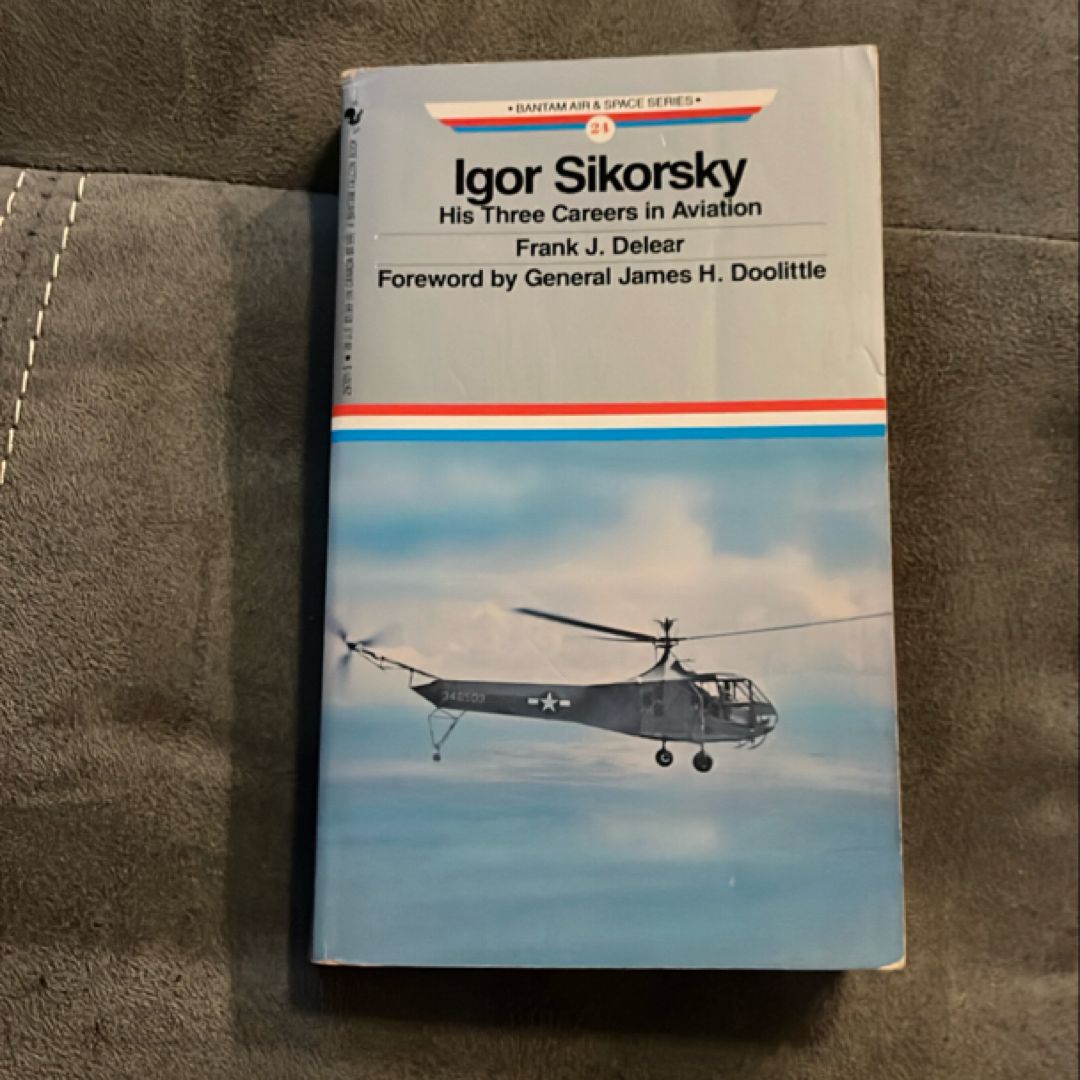 • BANTAM AIR & SPACE SERIES •
24
Igor Sikorsky
His Three Careers in Aviation
Frank J. Delear
Foreword by General James H. Doolittle